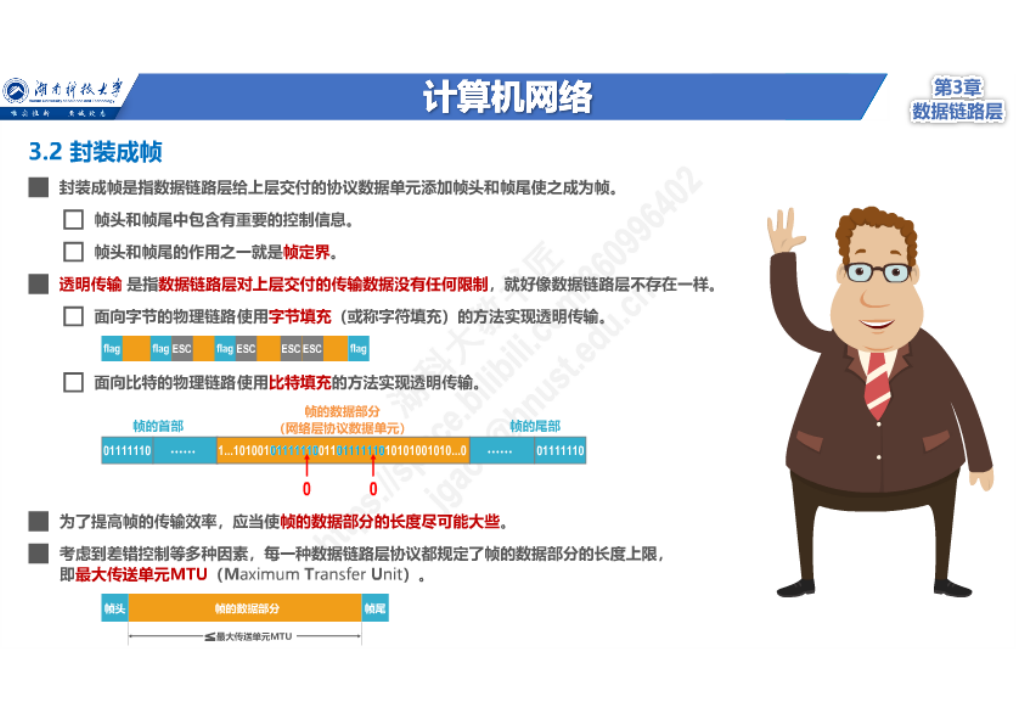 湖南科技大学
计算机网络
第3章
数据链路层
3.2 封装成帧
封装成帧是指数据链路层给上层交付的协议数据单元添加帧头和帧尾使之成为帧。
帧头和帧尾中包含有重要的控制信息。
帧头和帧尾的作用之一就是帧定界。
透明传输 是指数据链路层对上层交付的传输数据没有任何限制，就好像数据链路层不存在一样。
面向字节的物理链路使用字节填充（或称字符填充）的方法实现透明传输。
flag flag ESC flag ESC ESC ESC flag
面向比特的物理链路使用比特填充的方法实现透明传输。
帧的数据部分
帧的首部 （网络层协议数据单元） 帧的尾部
01111110 …… 1…101001011111100110111111010101001010…0 …… 01111110
0 0
为了提高帧的传输效率，应当使帧的数据部分的长度尽可能大些。
考虑到差错控制等多种因素，每一种数据链路层协议都规定了帧的数据部分的长度上限，
即最大传送单元MTU（Maximum Transfer Unit）。
帧头 帧的数据部分 帧尾
≦最大传送单元MTU